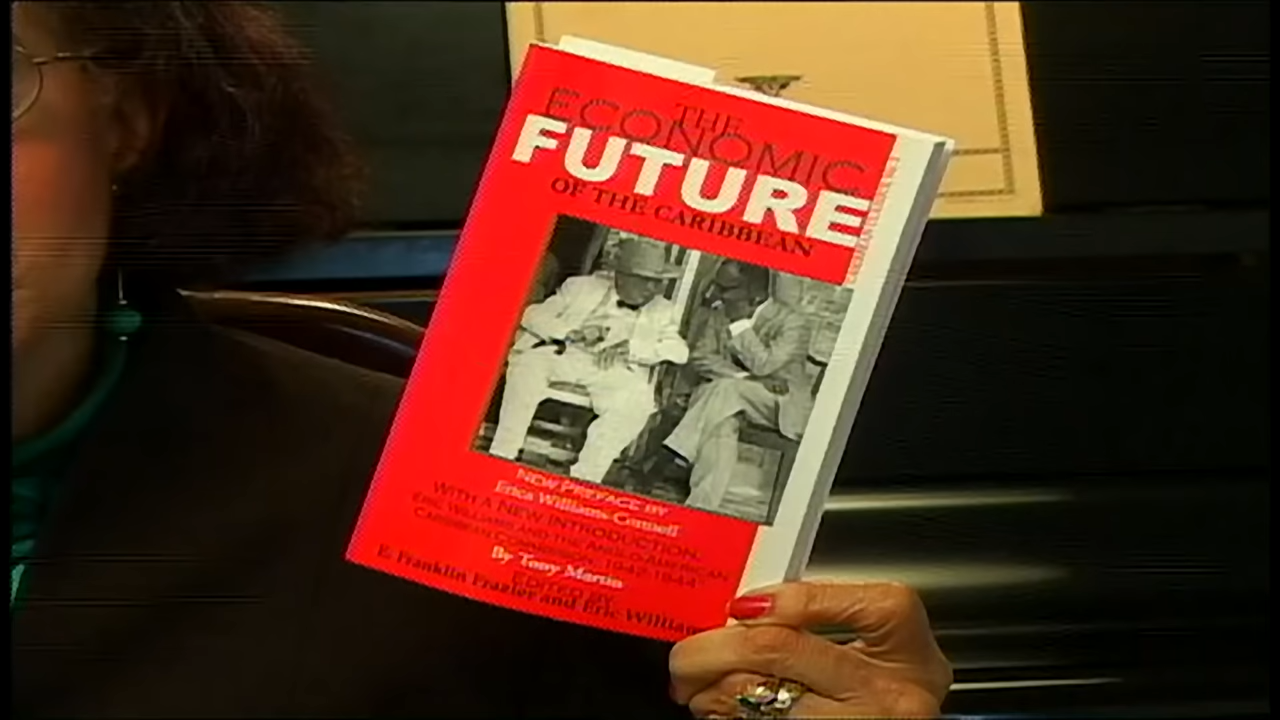 THE
ECONOMIC
FUTURE
OF THE CARIBBEAN
NEW PREFACE BY
Erica Williams-Connell
WITH A NEW INTRODUCTION,
ERIC WILLIAMS AND THE ANGLO-AMERICAN
CARIBBEAN COMMISSION, 1942-1944
By Tony Martin
EDITED BY
E. Franklin Frazier and Eric William